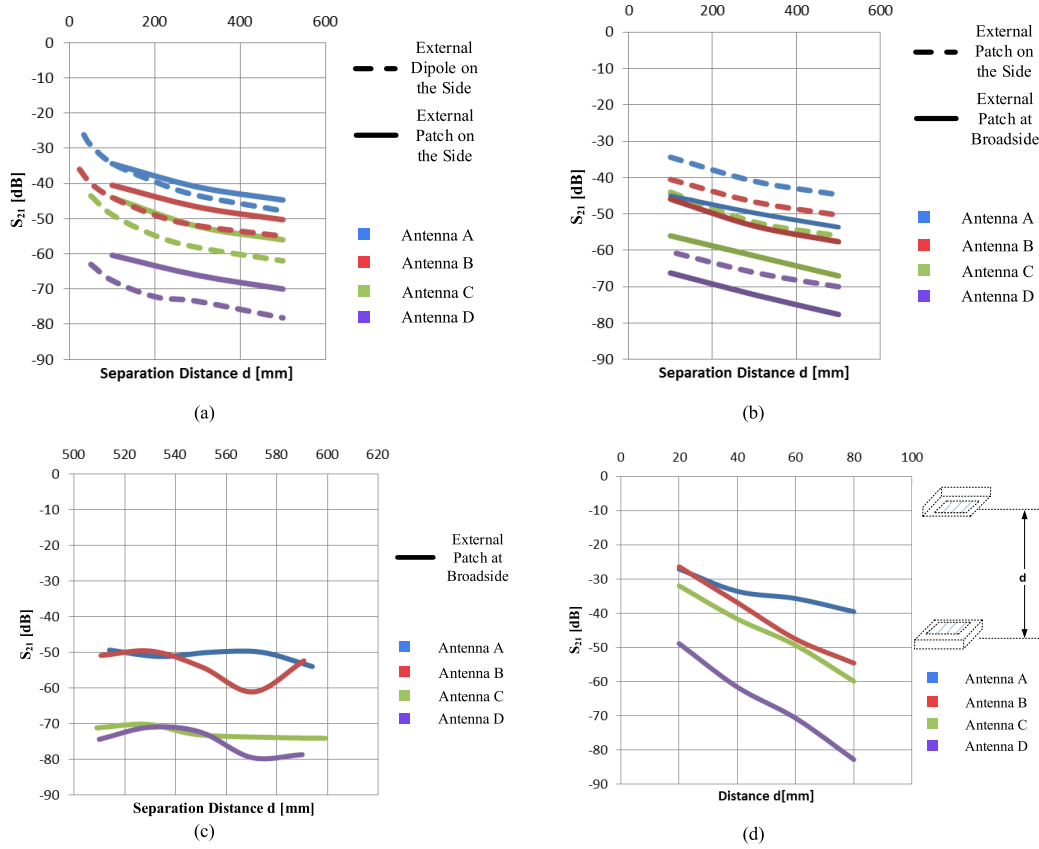 0 200 400 600
0
-10
-20
-30
-40
-50
-60
-70
-80
-90
S21 [dB]
Separation Distance d [mm]
External
Dipole on
the Side
External
Patch on
the Side
Antenna A
Antenna B
Antenna C
Antenna D
(a)
0 200 400 600
0
-10
-20
-30
-40
-50
-60
-70
-80
-90
S21 [dB]
Separation Distance d [mm]
External
Patch on
the Side
External
Patch at
Broadside
Antenna A
Antenna B
Antenna C
Antenna D
(b)
500 520 540 560 580 600 620
0
-10
-20
-30
-40
-50
-60
-70
-80
-90
S21 [dB]
Separation Distance d [mm]
External
Patch at
Broadside
Antenna A
Antenna B
Antenna C
Antenna D
(c)
0 20 40 60 80 100
0
-10
-20
-30
-40
-50
-60
-70
-80
-90
S21 [dB]
Distance d[mm]
d
Antenna A
Antenna B
Antenna C
Antenna D
(d)